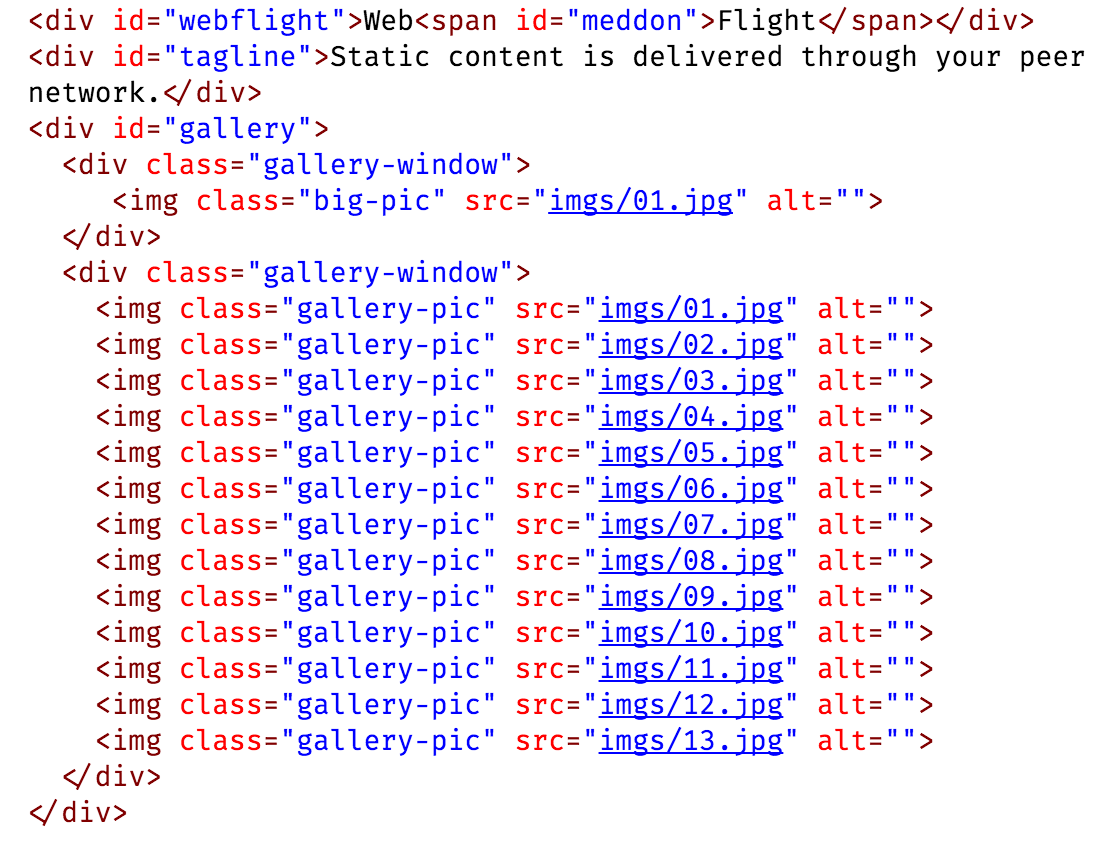 <div id="webflight">Web<span id="meddon">Flight</span></div>
<div id="tagline">Static content is delivered through your peer
network.</div>
<div id="gallery">
  <div class="gallery-window">
     <img class="big-pic" src="imgs/01.jpg" alt="">
  </div>
  <div class="gallery-window">
    <img class="gallery-pic" src="imgs/01.jpg" alt="">
    <img class="gallery-pic" src="imgs/02.jpg" alt="">
    <img class="gallery-pic" src="imgs/03.jpg" alt="">
    <img class="gallery-pic" src="imgs/04.jpg" alt="">
    <img class="gallery-pic" src="imgs/05.jpg" alt="">
    <img class="gallery-pic" src="imgs/06.jpg" alt="">
    <img class="gallery-pic" src="imgs/07.jpg" alt="">
    <img class="gallery-pic" src="imgs/08.jpg" alt="">
    <img class="gallery-pic" src="imgs/09.jpg" alt="">
    <img class="gallery-pic" src="imgs/10.jpg" alt="">
    <img class="gallery-pic" src="imgs/11.jpg" alt="">
    <img class="gallery-pic" src="imgs/12.jpg" alt="">
    <img class="gallery-pic" src="imgs/13.jpg" alt="">
  </div>
</div>